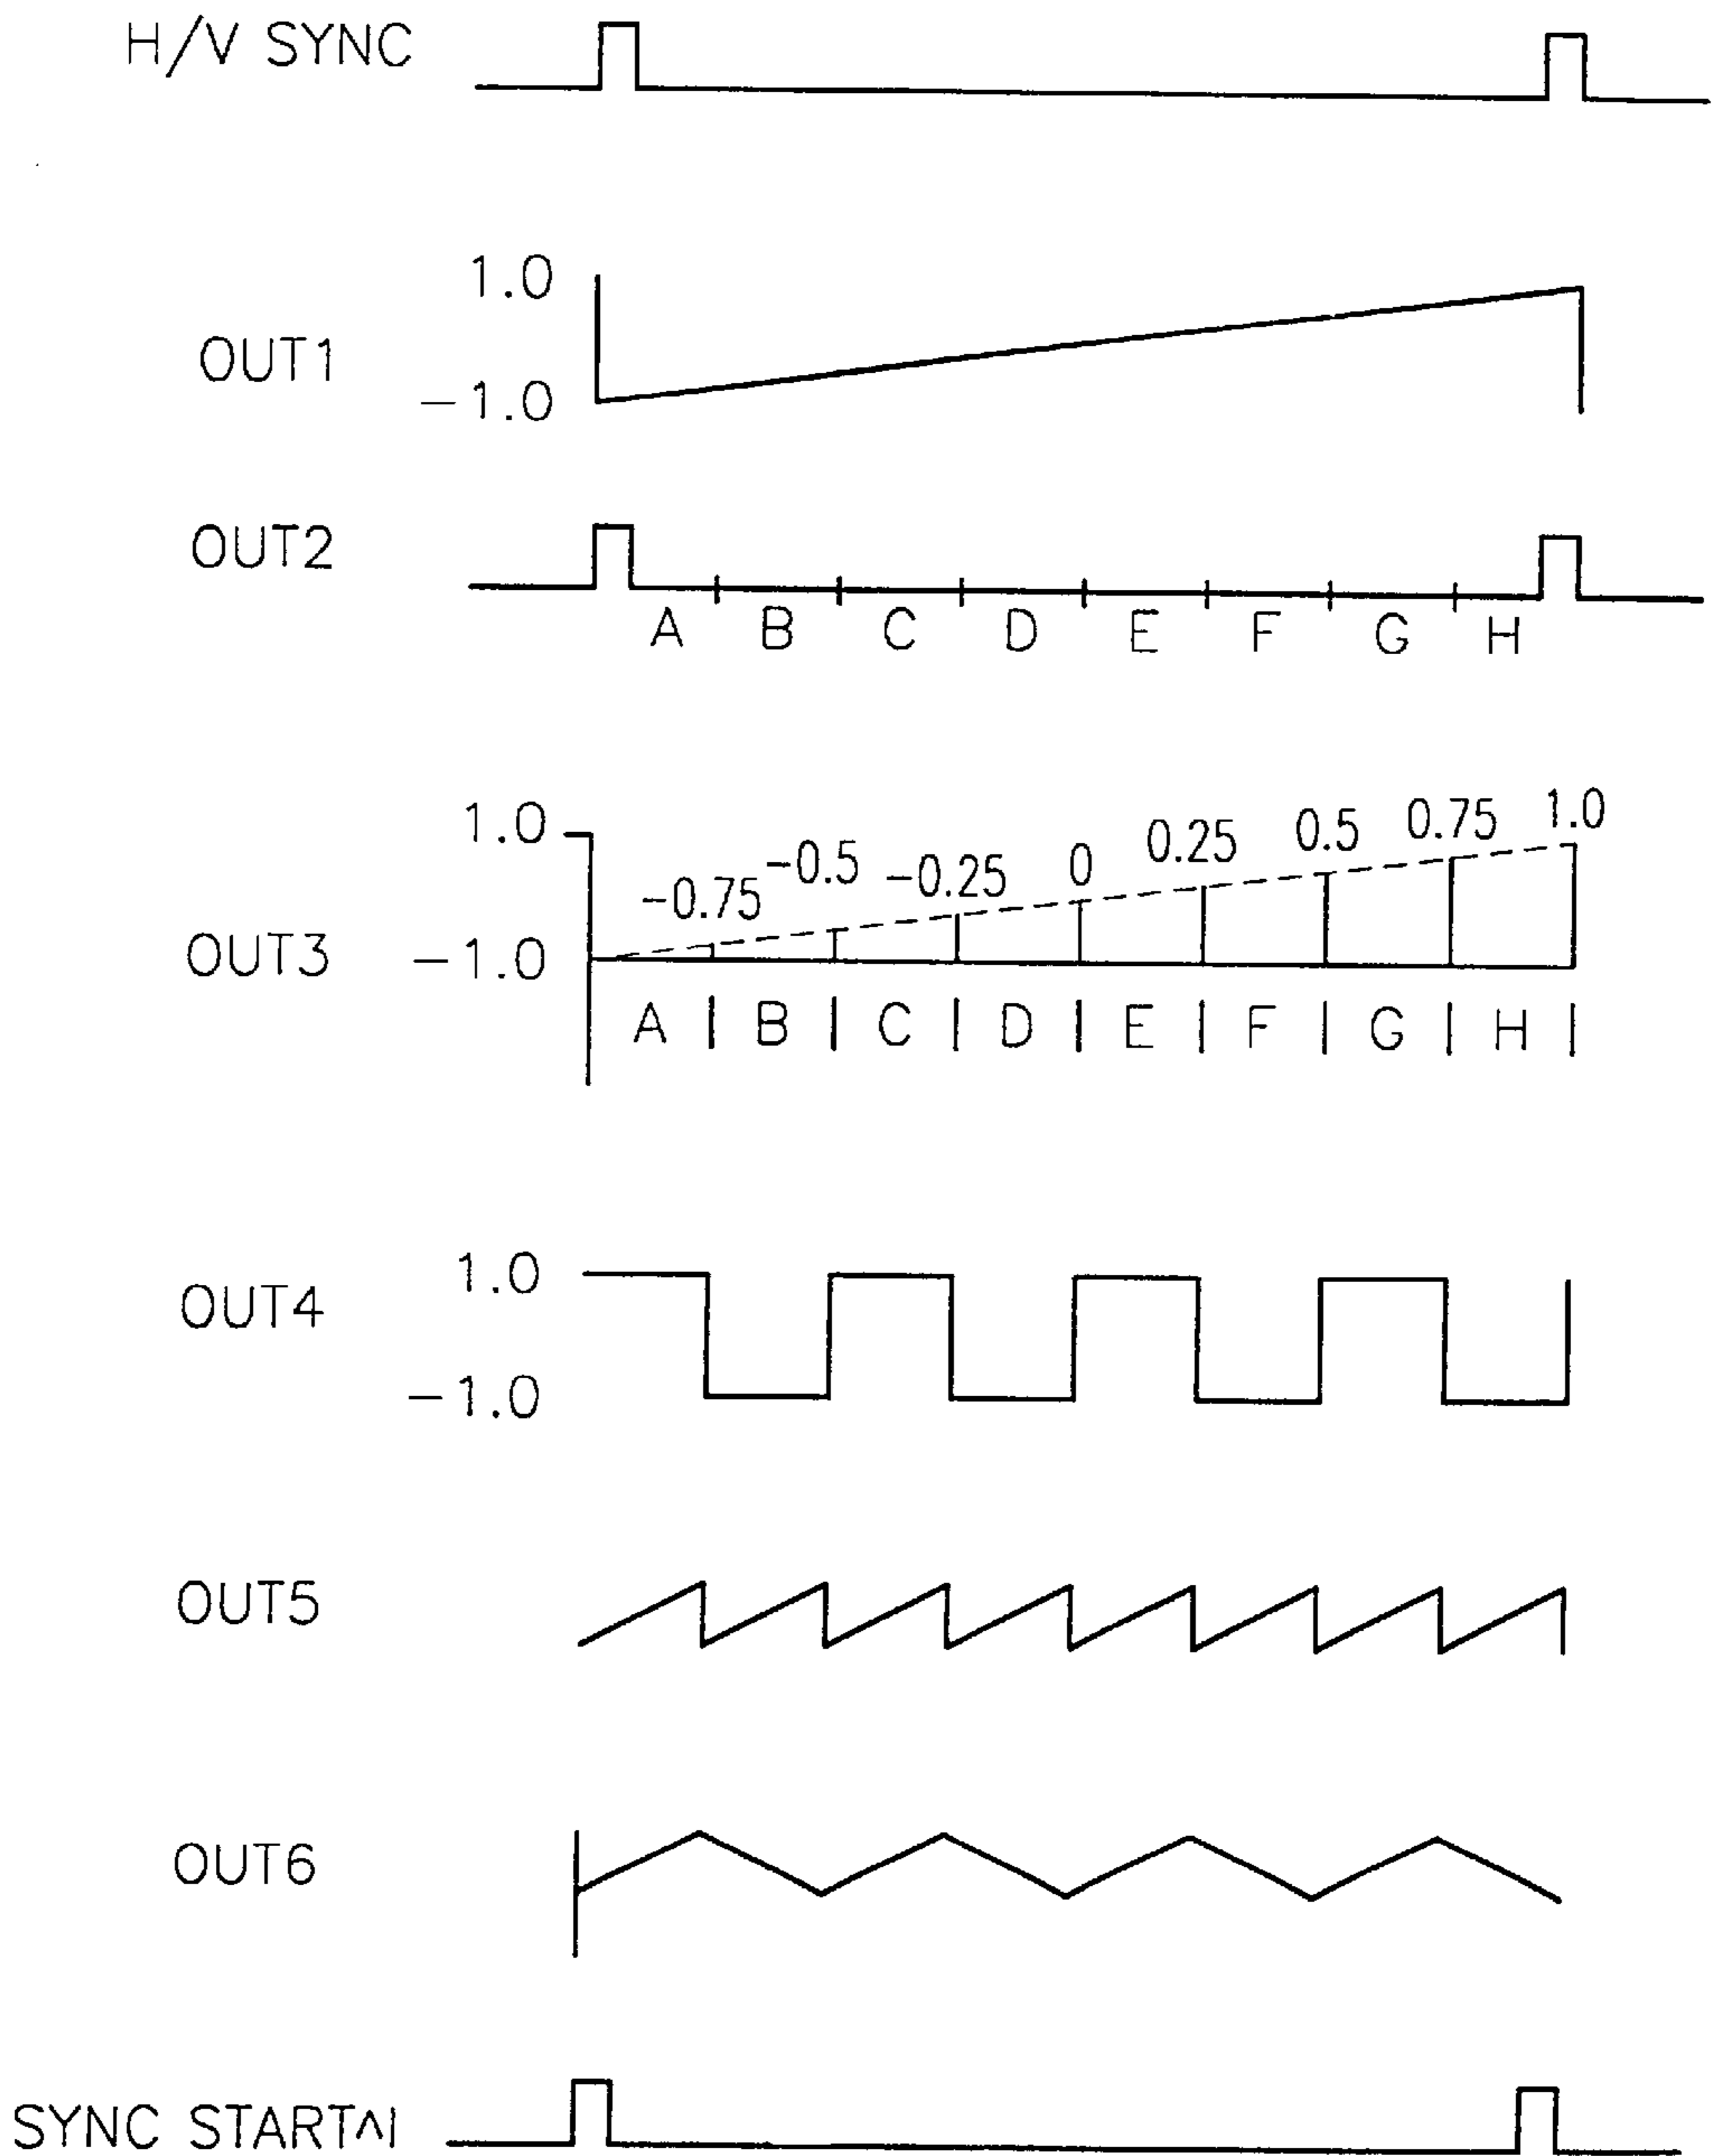 H/V SYNC
1.0
OUT1
-1.0
OUT2
A B C D E F G H
1.0
-0.75 -0.5 -0.25 0 0.25 0.5 0.75 1.0
OUT3 -1.0
A | B | C | D | E | F | G | H |
1.0
OUT4
-1.0
OUT5
OUT6
SYNC START^I